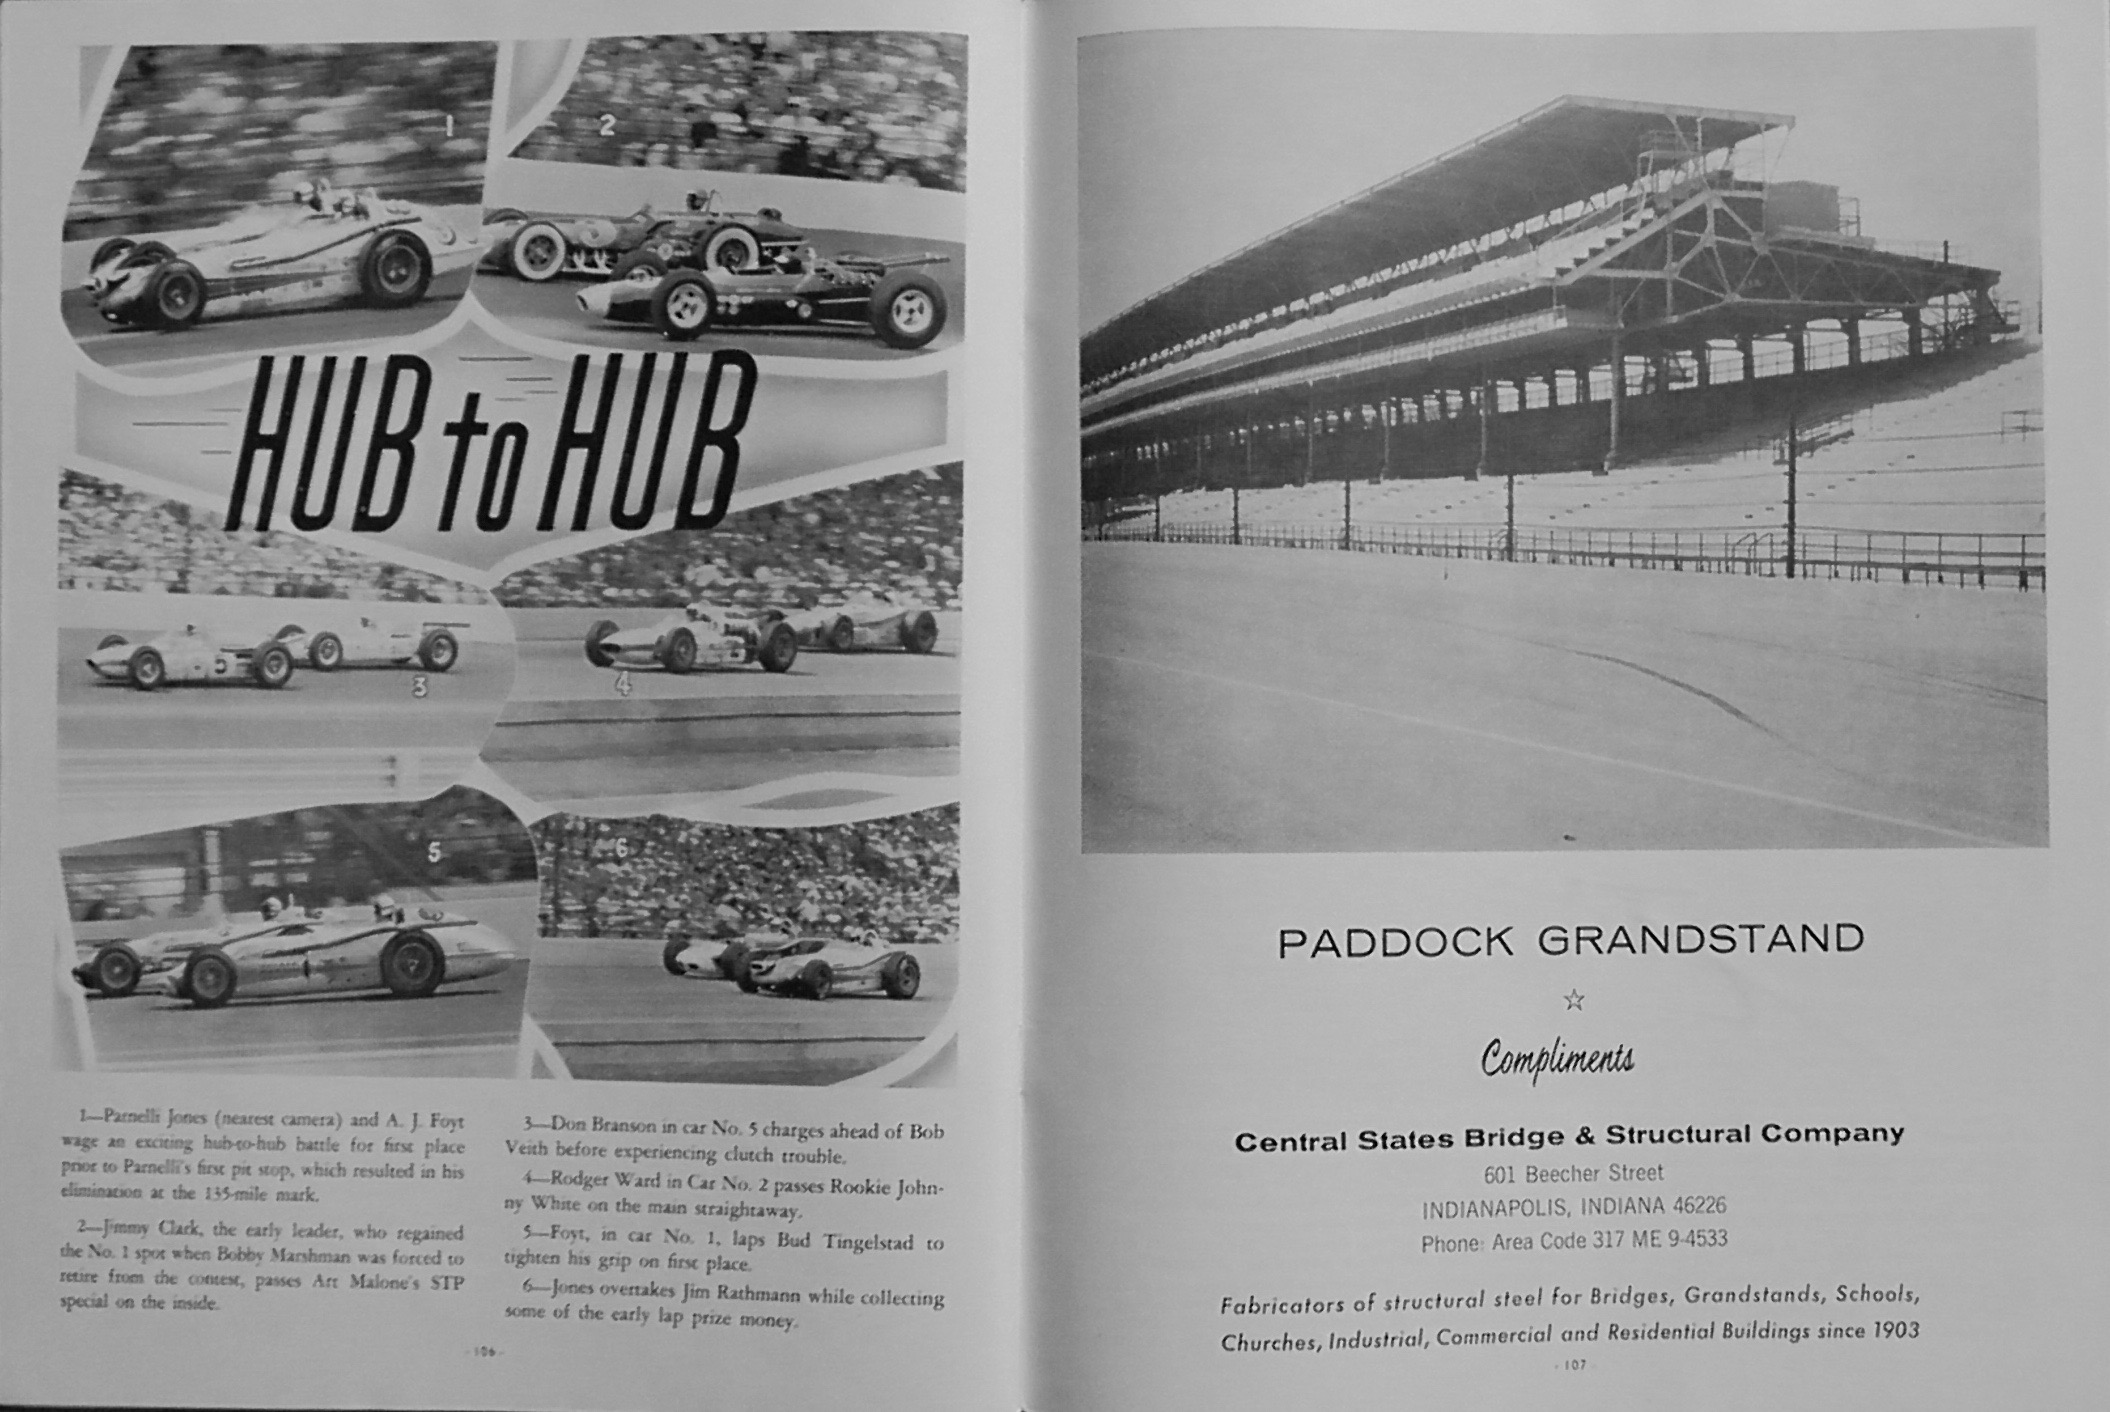 1
2
HUB to HUB
5
3
4
5
6
1—Parnelli Jones (nearest camera) and A. J. Foyt
wage an exciting hub-to-hub battle for first place
prior to Parnelli's first pit stop, which resulted in his
elimination at the 135-mile mark.
2—Jimmy Clark, the early leader, who regained
the No. 1 spot when Bobby Marshman was forced to
retire from the contest, passes Art Malone's STP
special on the inside.
3—Don Branson in car No. 5 charges ahead of Bob
Veith before experiencing clutch trouble.
4—Rodger Ward in Car No. 2 passes Rookie John-
ny White on the main straightaway.
5—Foyt, in car No. 1, laps Bud Tingelstad to
tighten his grip on first place.
6—Jones overtakes Jim Rathmann while collecting
some of the early lap prize money.
- 106 -
PADDOCK GRANDSTAND
☆
Compliments
Central States Bridge & Structural Company
601 Beecher Street
INDIANAPOLIS, INDIANA 46226
Phone: Area Code 317 ME 9-4533
Fabricators of structural steel for Bridges, Grandstands, Schools,
Churches, Industrial, Commercial and Residential Buildings since 1903
- 107